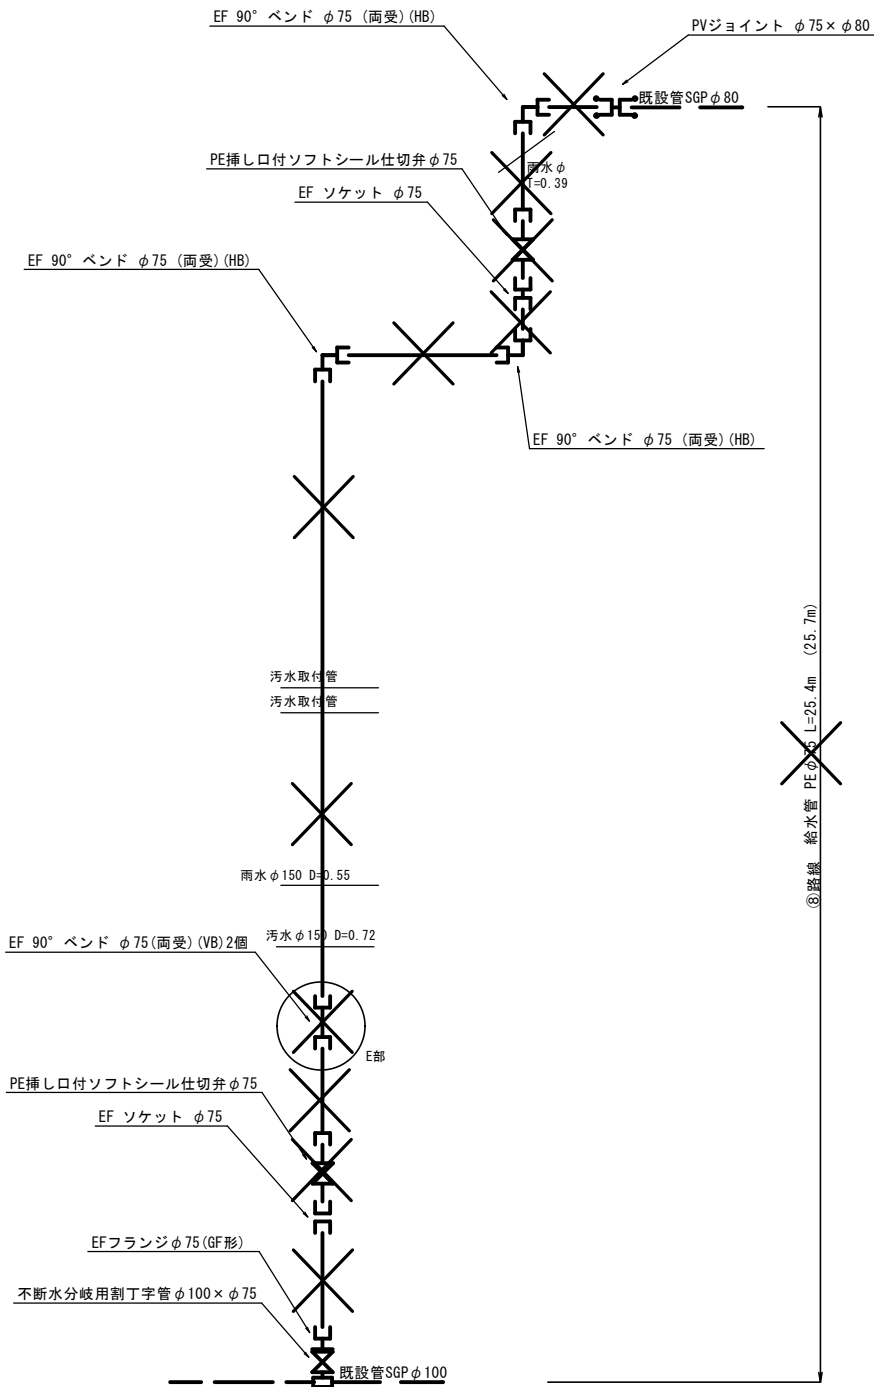 EF 90° ベンド φ75 (両受)(HB)
PVジョイント φ75×φ80
既設管SGPφ80
PE挿し口付ソフトシール仕切弁φ75
雨水φ
T=0.39
EF ソケット φ75
EF 90° ベンド φ75 (両受)(HB)
EF 90° ベンド φ75 (両受)(HB)
⑧路線 給水管 PEφ75 L=25.4m (25.7m)
汚水取付管
汚水取付管
雨水φ150 D=0.55
汚水φ150 D=0.72
EF 90° ベンド φ75(両受)(VB)2個
E部
PE挿し口付ソフトシール仕切弁φ75
EF ソケット φ75
EFフランジφ75(GF形)
不断水分岐用割丁字管φ100×φ75
既設管SGPφ100